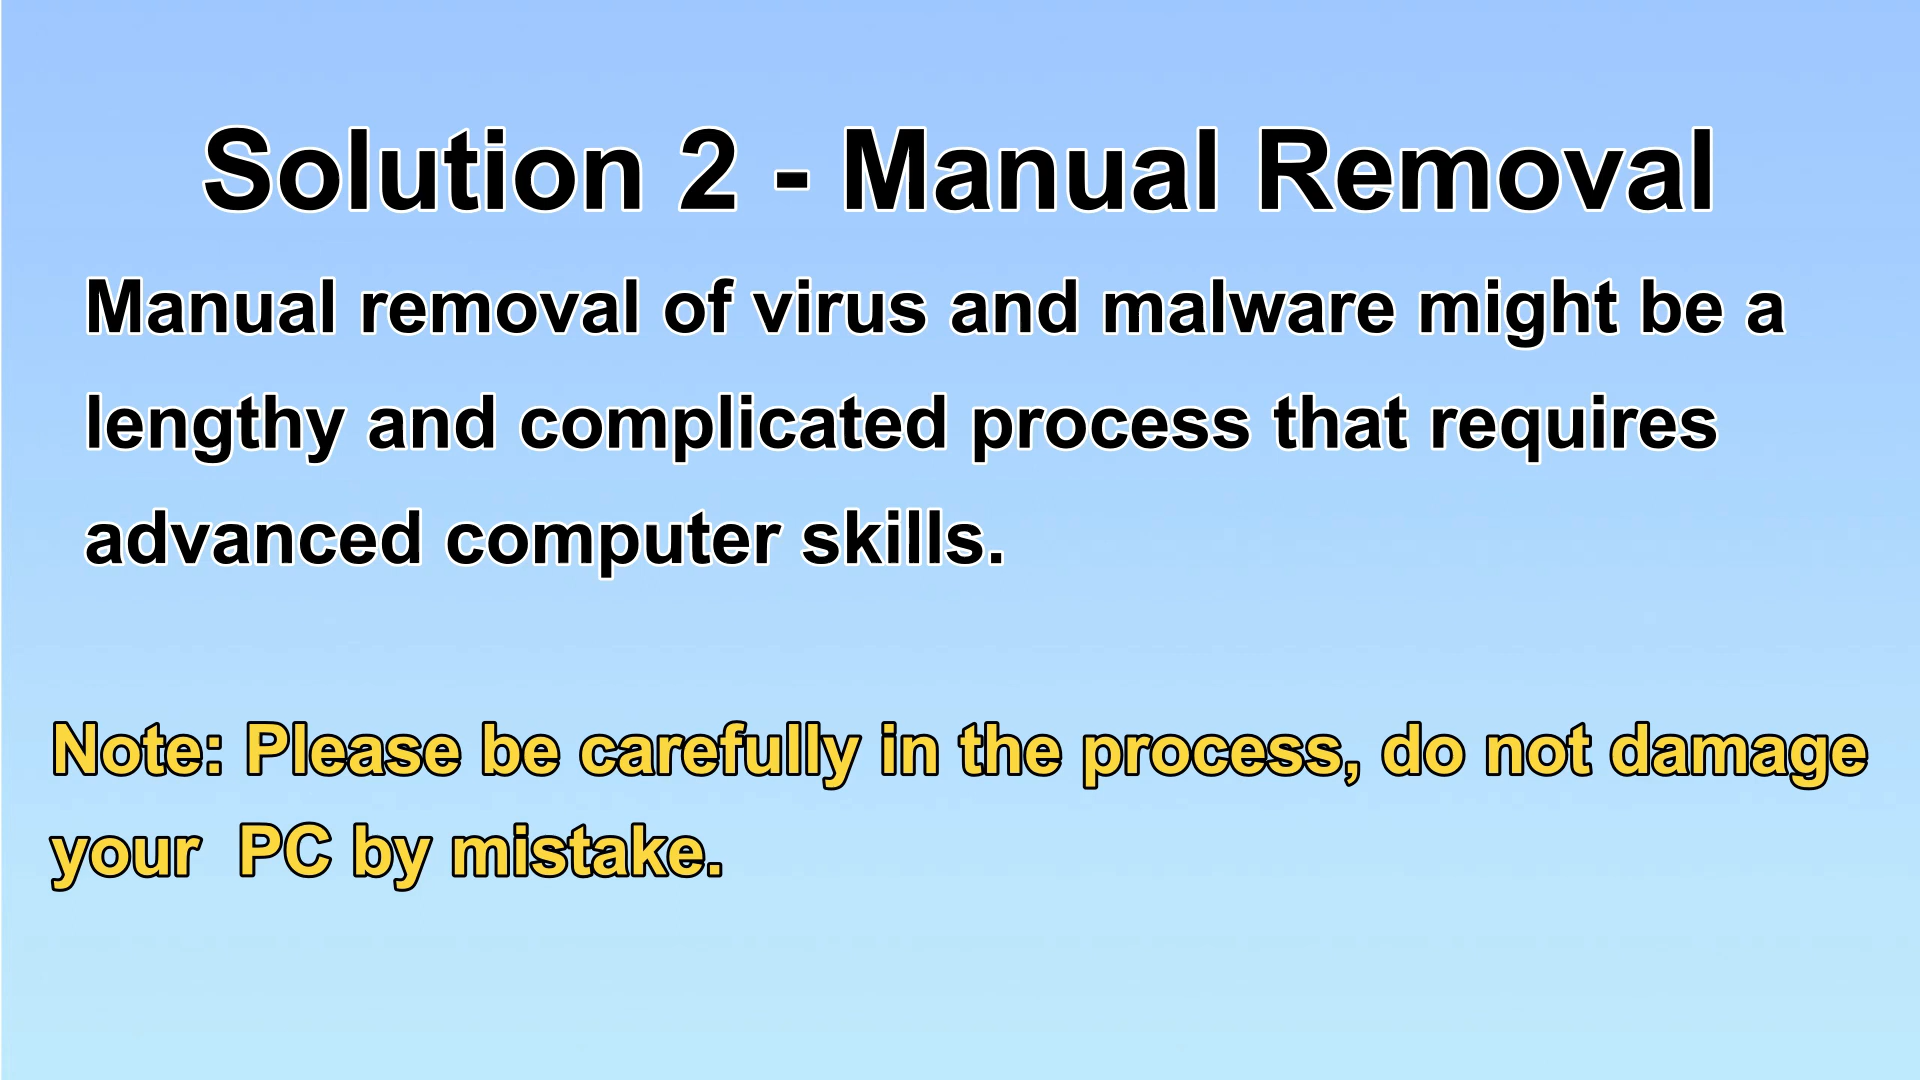 Solution 2 - Manual Removal
Manual removal of virus and malware might be a
lengthy and complicated process that requires
advanced computer skills.
Note: Please be carefully in the process, do not damage
your  PC by mistake.